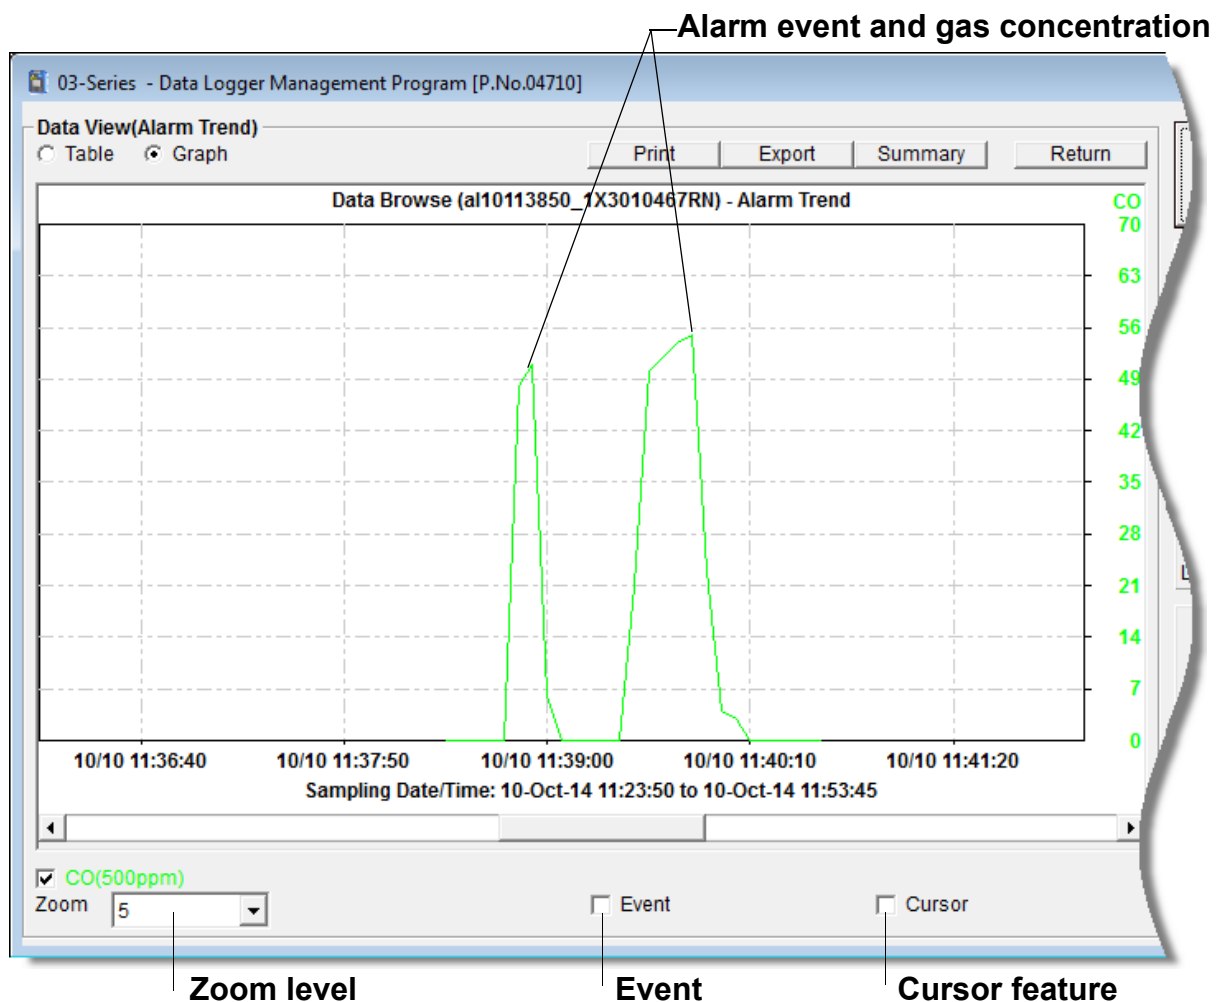 Alarm event and gas concentration
03-Series - Data Logger Management Program [P.No.04710]
Data View(Alarm Trend)
Table Graph Print Export Summary Return
Data Browse (al10113850_1X3010467RN) - Alarm Trend
CO
70
63
56
49
42
35
28
21
14
7
0
10/10 11:36:40 10/10 11:37:50 10/10 11:39:00 10/10 11:40:10 10/10 11:41:20
Sampling Date/Time: 10-Oct-14 11:23:50 to 10-Oct-14 11:53:45
CO(500ppm)
Zoom 5 Event Cursor
Zoom level Event Cursor feature